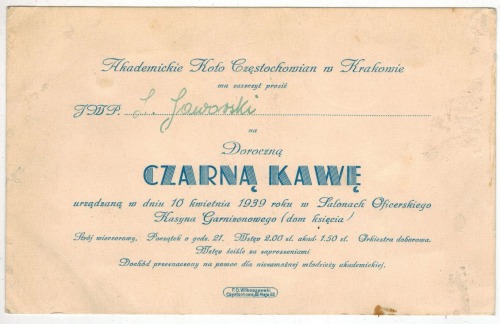 Akademickie Koło Częstochowian w Krakowie
ma zaszczyt prosić
JWP. L. Jaworski
na
Doroczną
CZARNĄ KAWĘ
urządzaną w dniu 10 kwietnia 1939 roku w Salonach Oficerskiego
Kasyna Garnizonowego (dom księcia)
Strój wieczorowy, Początek o godz. 21. Wstęp 2.00 zł. akad. 1.50 zł. Orkiestra doborowa.
Wstęp ściśle za zaproszeniami
Dochód przeznaczony na pomoc dla niezamożnej młodzieży akademickiej.